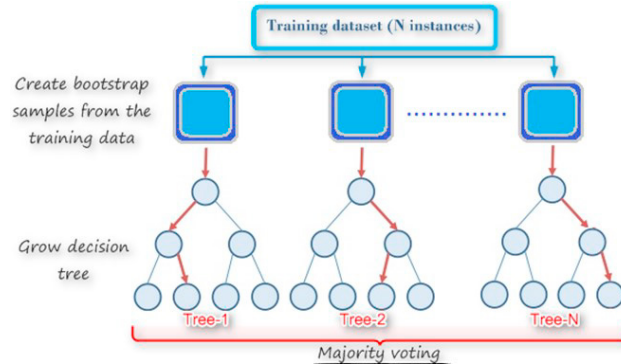 Training dataset (N instances)
Create bootstrap
samples from the
training data
Grow decision
tree
Tree-1
Tree-2
Tree-N
Majority voting